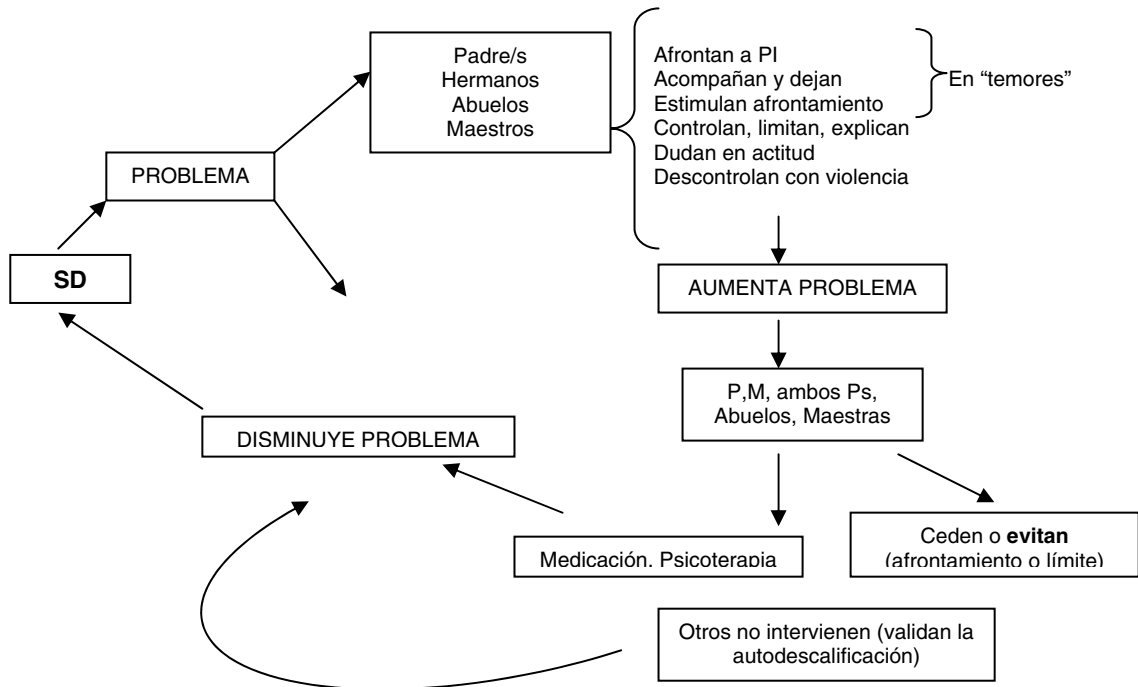 Padre/s
Hermanos
Abuelos
Maestros
Afrontan a PI
Acompañan y dejan
Estimulan afrontamiento
Controlan, limitan, explican
Dudan en actitud
Descontrolan con violencia
En “temores”
PROBLEMA
SD
AUMENTA PROBLEMA
P,M, ambos Ps,
Abuelos, Maestras
DISMINUYE PROBLEMA
Medicación. Psicoterapia
Ceden o evitan
(afrontamiento o límite)
Otros no intervienen (validan la
autodescalificación)